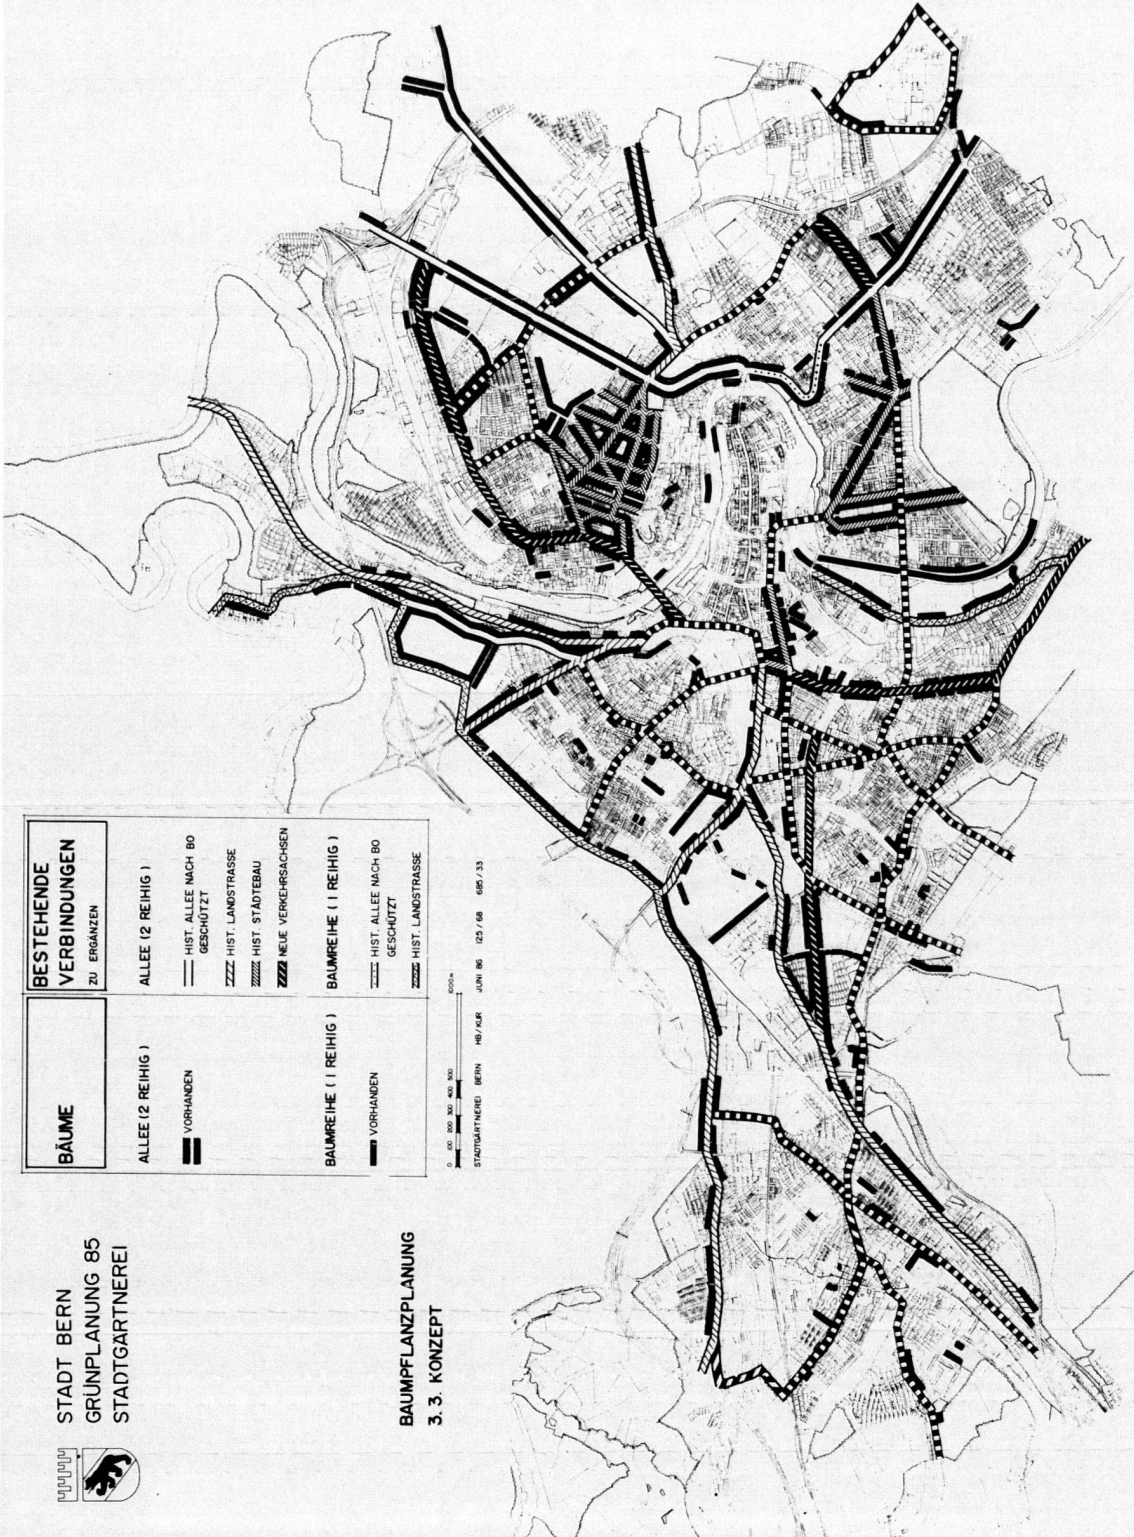 STADT BERN
GRÜNPLANUNG 85
STADTGÄRTNEREI
BAUMPFLANZPLANUNG
3. 3. KONZEPT
BÄUME
ALLEE (2 REIHIG)
VORHANDEN
BAUMREIHE (1 REIHIG)
VORHANDEN
BESTEHENDE
VERBINDUNGEN
ZU ERGÄNZEN
ALLEE (2 REIHIG)
HIST. ALLEE NACH BO
GESCHÜTZT
HIST. LANDSTRASSE
HIST. STÄDTEBAU
NEUE VERKEHRSACHSEN
BAUMREIHE (1 REIHIG)
HIST. ALLEE NACH BO
GESCHÜTZT
HIST. LANDSTRASSE
0 100 200 300 400 500 1000m
STADTGÄRTNEREI BERN HB/KUR JUNI 86 125/68 685/33